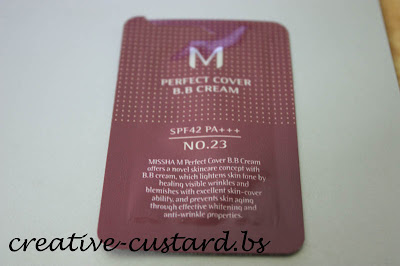 M
PERFECT COVER
B.B CREAM
SPF42 PA+++
NO.23
MISSHA M Perfect Cover B.B Cream
offers a novel skincare concept with
B.B cream, which lightens skin tone by
healing visible wrinkles and
blemishes with excellent skin-cover
ability, and prevents skin aging
through effective whitening and
anti-wrinkle properties.
creative-custard.bs